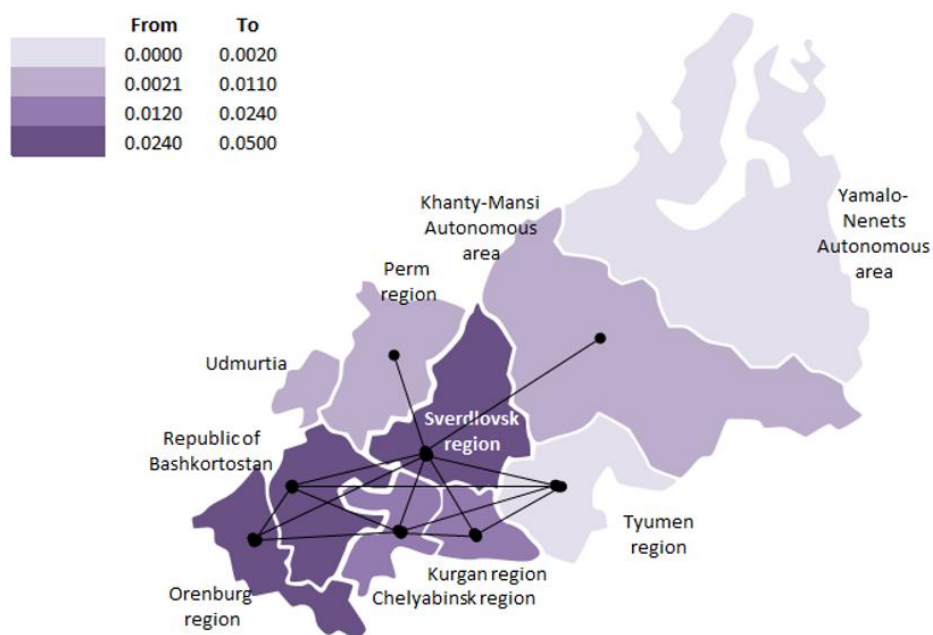 From To
0.0000 0.0020
0.0021 0.0110
0.0120 0.0240
0.0240 0.0500
Khanty-Mansi
Autonomous
area
Yamalo-
Nenets
Autonomous
area
Perm
region
Udmurtia
Sverdlovsk
region
Republic of
Bashkortostan
Tyumen
region
Kurgan region
Chelyabinsk region
Orenburg
region